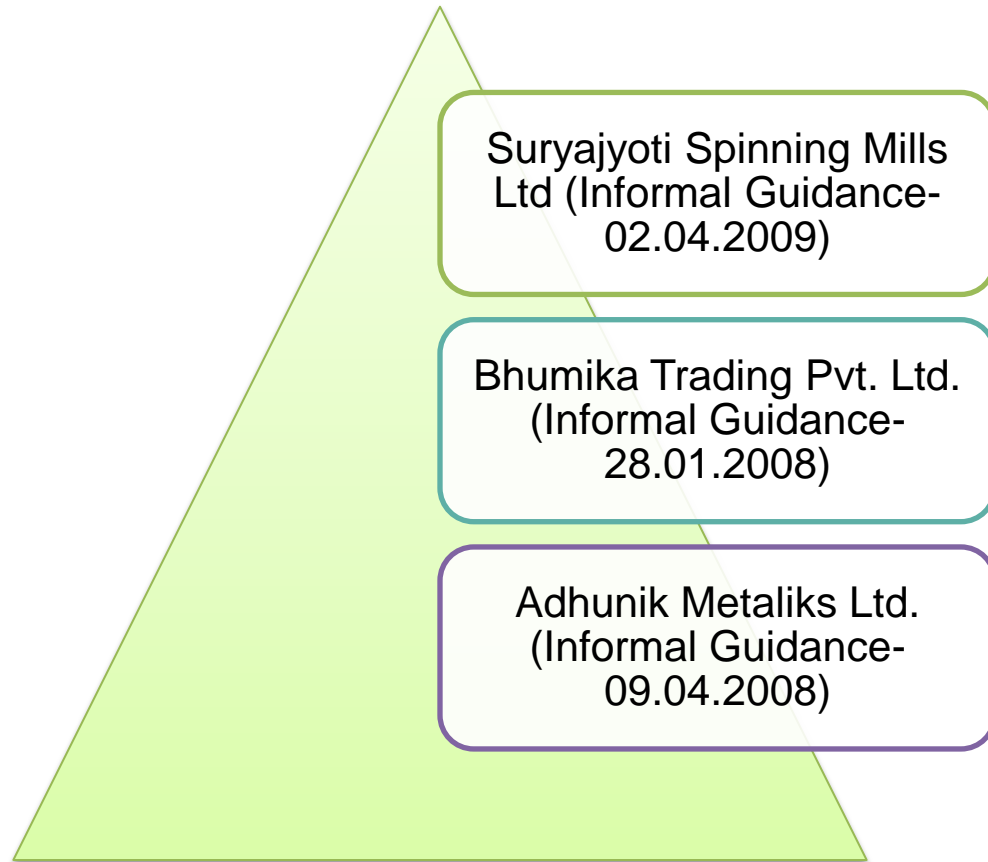 Suryajyoti Spinning Mills
Ltd (Informal Guidance-
02.04.2009)
Bhumika Trading Pvt. Ltd.
(Informal Guidance-
28.01.2008)
Adhunik Metaliks Ltd.
(Informal Guidance-
09.04.2008)